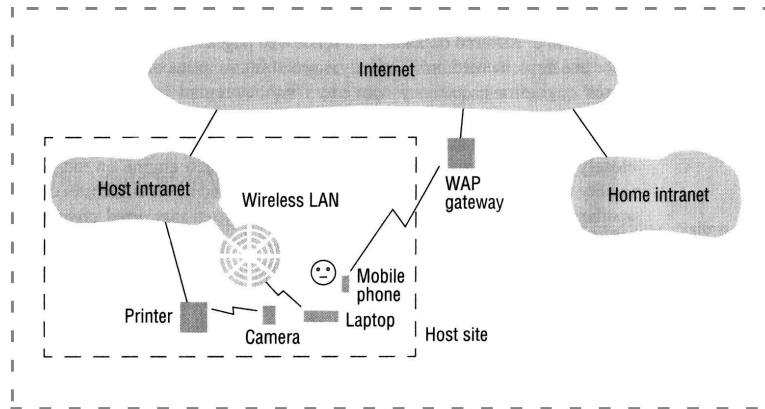 Internet
Host intranet
Wireless LAN
WAP
gateway
Home intranet
Mobile
phone
Printer
Camera
Laptop
Host site